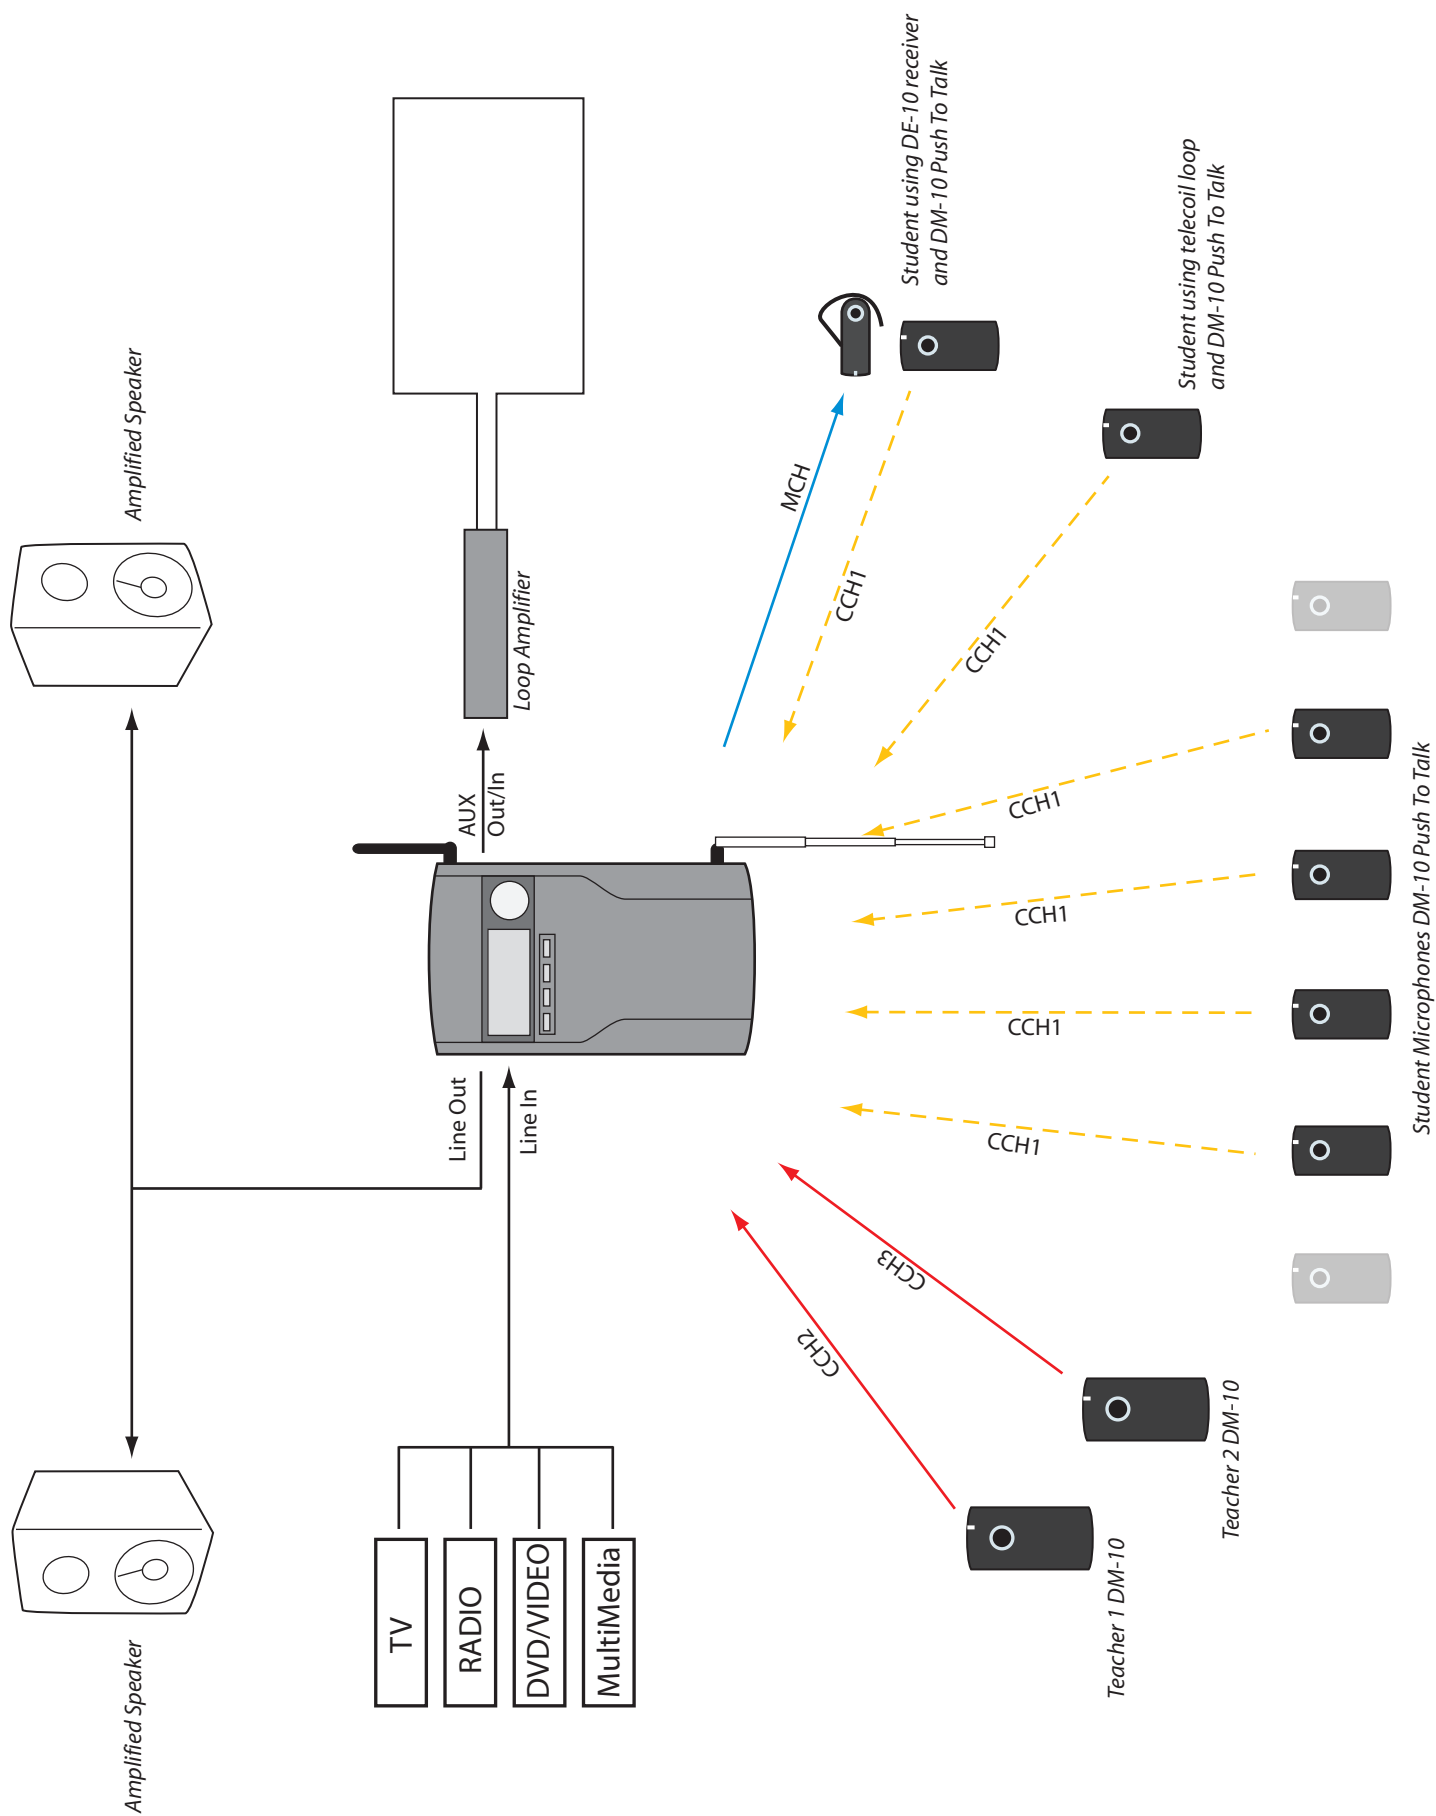 Amplified Speaker
Amplified Speaker
TV
RADIO
DVD/VIDEO
MultiMedia
Line Out
Line In
AUX
Out/In
Loop Amplifier
MCH
CCH1
Student using DE-10 receiver
and DM-10 Push To Talk
CCH1
Student using telecoil loop
and DM-10 Push To Talk
CCH2
CCH3
CCH1
CCH1
CCH1
CCH1
Teacher 1 DM-10
Teacher 2 DM-10
Student Microphones DM-10 Push To Talk